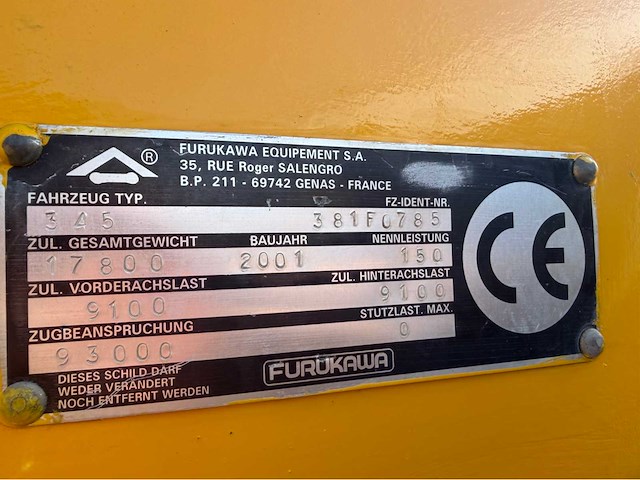 ®
FURUKAWA EQUIPEMENT S.A.
35, RUE Roger SALENGRO
B.P. 211 - 69742 GENAS - FRANCE
FAHRZEUG TYP. FZ-IDENT-NR.
345 381F0785
ZUL. GESAMTGEWICHT BAUJAHR NENNLEISTUNG
17800 2001 150
ZUL. VORDERACHSLAST ZUL. HINTERACHSLAST
9100 9100
ZUGBEANSPRUCHUNG STUTZLAST. MAX.
93000 0
DIESES SCHILD DARF
WEDER VERÄNDERT
NOCH ENTFERNT WERDEN
FURUKAWA
CE